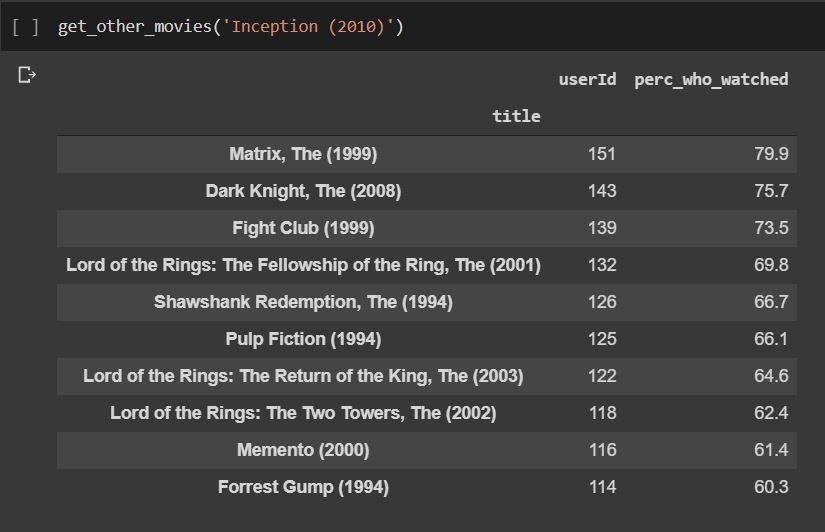 [ ] get_other_movies('Inception (2010)')
userId perc_who_watched
title
Matrix, The (1999) 151 79.9
Dark Knight, The (2008) 143 75.7
Fight Club (1999) 139 73.5
Lord of the Rings: The Fellowship of the Ring, The (2001) 132 69.8
Shawshank Redemption, The (1994) 126 66.7
Pulp Fiction (1994) 125 66.1
Lord of the Rings: The Return of the King, The (2003) 122 64.6
Lord of the Rings: The Two Towers, The (2002) 118 62.4
Memento (2000) 116 61.4
Forrest Gump (1994) 114 60.3